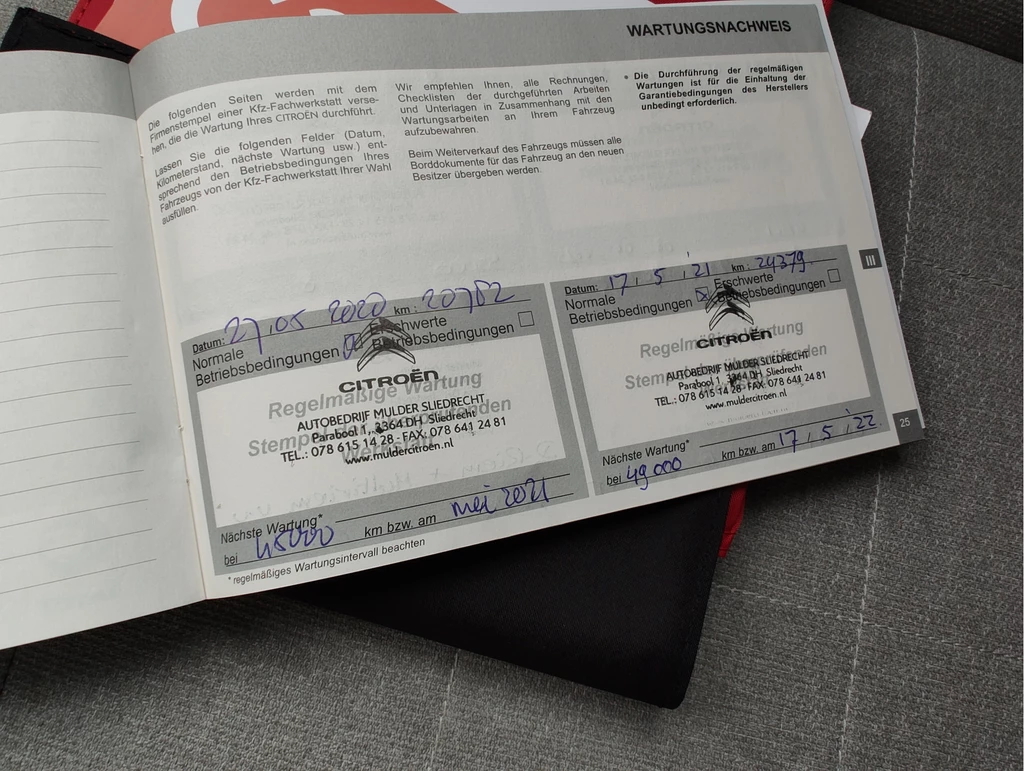 WARTUNGSNACHWEIS
Die folgenden Seiten werden mit dem
Firmenstempel einer Kfz-Fachwerkstatt verse-
hen, die die Wartung Ihres CITROËN durchführt.
Lassen Sie die folgenden Felder (Datum,
Kilometerstand, nächste Wartung usw.) ent-
sprechend den Betriebsbedingungen Ihres
Fahrzeugs von der Kfz-Fachwerkstatt Ihrer Wahl
ausfüllen.
Wir empfehlen Ihnen, alle Rechnungen,
Checklisten der durchgeführten Arbeiten
und Unterlagen in Zusammenhang mit den
Wartungsarbeiten an Ihrem Fahrzeug
aufzubewahren.
Beim Weiterverkauf des Fahrzeugs müssen alle
Borddokumente für das Fahrzeug an den neuen
Besitzer übergeben werden.
* Die Durchführung der regelmäßigen
Wartungen ist für die Einhaltung der
Garantiebedingungen des Herstellers
unbedingt erforderlich.
Datum: 27,05 2020 km: 20782
Normale
Betriebsbedingungen
Erschwerte
Betriebsbedingungen
CITROËN
Regelmäßige Wartung
AUTOBEDRIJF MULDER SLIEDRECHT
Parabool 1, 3364 DH Sliedrecht
TEL.: 078 615 14 28 - FAX: 078 641 24 81
www.muldercitroen.nl
Nächste Wartung*
bei 45000 km bzw. am mei 2021
* regelmäßiges Wartungsintervall beachten
Datum: 17, 5, '21 km: 24379
Normale
Betriebsbedingungen
Erschwerte
Betriebsbedingungen
CITROËN
Regelmäßige Wartung
AUTOBEDRIJF MULDER SLIEDRECHT
Parabool 1, 3364 DH Sliedrecht
TEL.: 078 615 14 28 - FAX: 078 641 24 81
www.muldercitroen.nl
Nächste Wartung*
bei 49000 km bzw. am 17, 5, '22
III
25